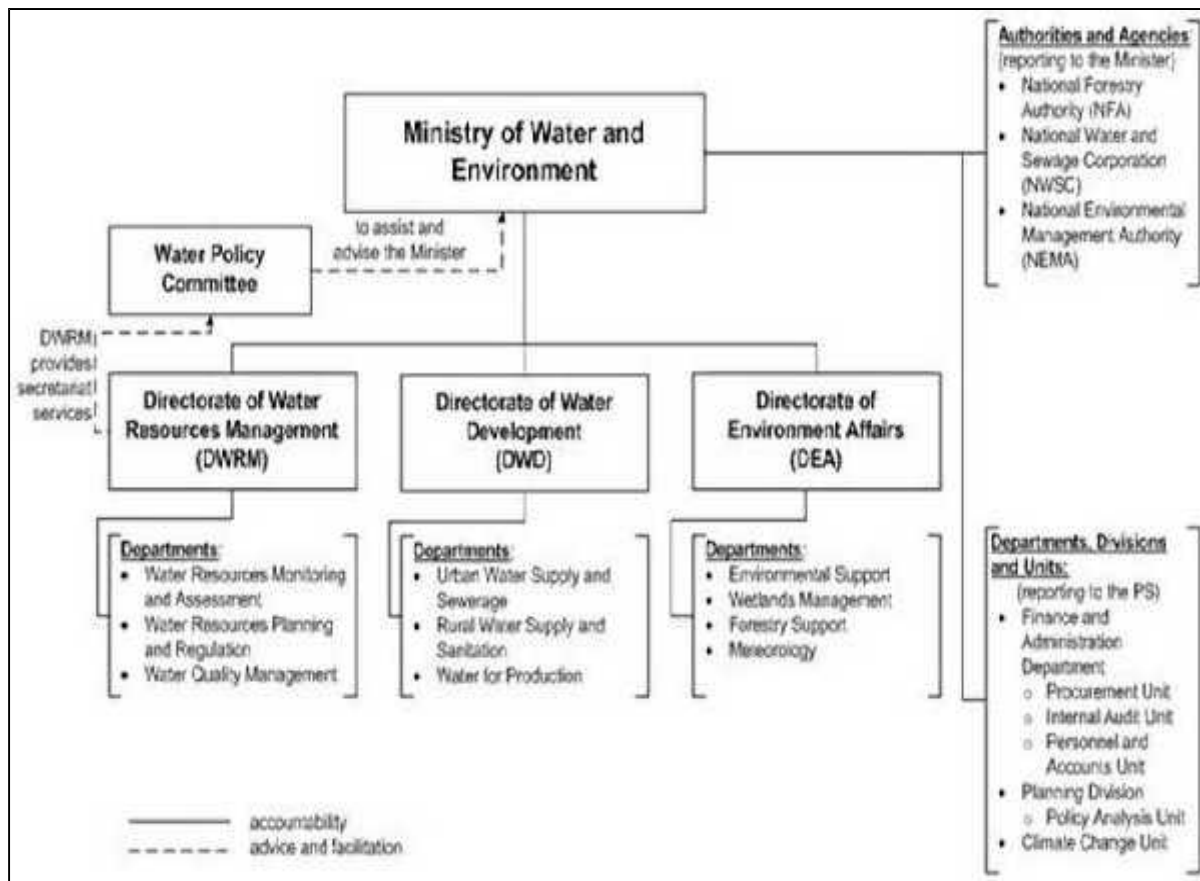 Ministry of Water and
Environment
to assist and
advise the Minister
Water Policy
Committee
DWRM
provides
secretariat
services
Directorate of Water
Resources Management
(DWRM)
Departments:
• Water Resources Monitoring
and Assessment
• Water Resources Planning
and Regulation
• Water Quality Management
Directorate of Water
Development
(DWD)
Departments:
• Urban Water Supply and
Sewerage
• Rural Water Supply and
Sanitation
• Water for Production
Directorate of
Environment Affairs
(DEA)
Departments:
• Environmental Support
• Wetlands Management
• Forestry Support
• Meteorology
Authorities and Agencies
(reporting to the Minister)
• National Forestry
Authority (NFA)
• National Water and
Sewage Corporation
(NWSC)
• National Environmental
Management Authority
(NEMA)
Departments, Divisions
and Units:
(reporting to the PS)
• Finance and
Administration
Department
o Procurement Unit
o Internal Audit Unit
o Personnel and
Accounts Unit
• Planning Division
o Policy Analysis Unit
• Climate Change Unit
accountability
advice and facilitation